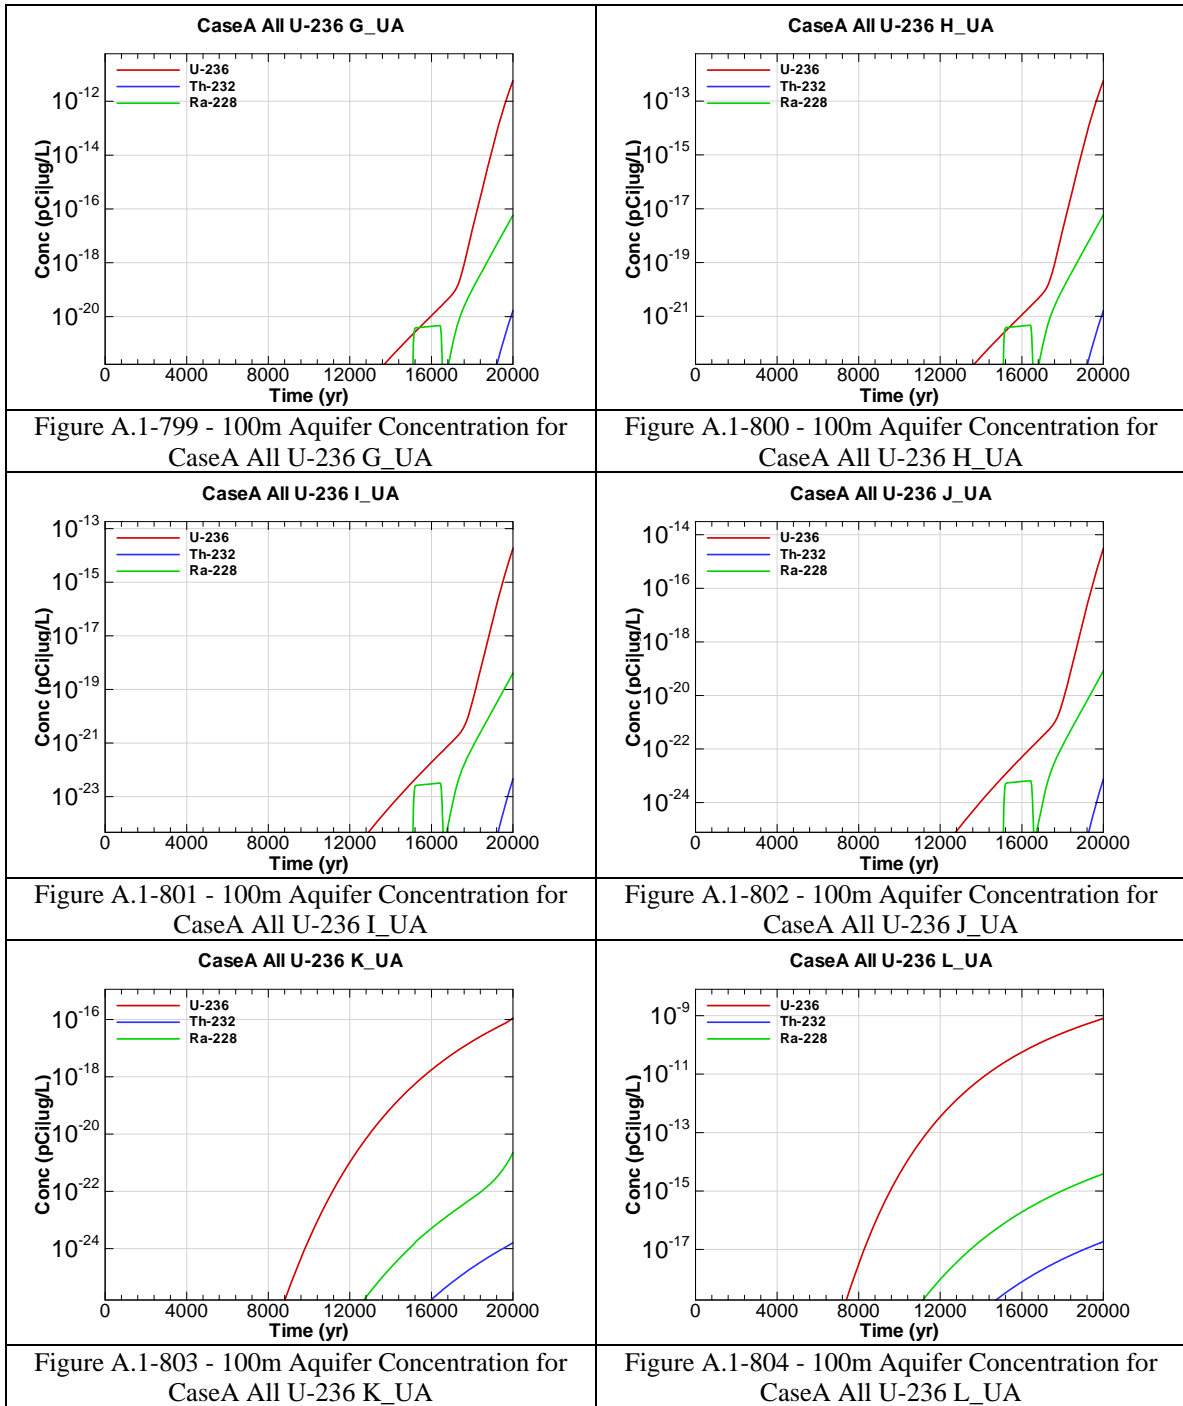 CaseA All U-236 G_UA
U-236
Th-232
Ra-228
Conc (pCi|ug/L)
10-12
10-14
10-16
10-18
10-20
0 4000 8000 12000 16000 20000
Time (yr)
Figure A.1-799 - 100m Aquifer Concentration for
CaseA All U-236 G_UA
CaseA All U-236 H_UA
U-236
Th-232
Ra-228
Conc (pCi|ug/L)
10-13
10-15
10-17
10-19
10-21
0 4000 8000 12000 16000 20000
Time (yr)
Figure A.1-800 - 100m Aquifer Concentration for
CaseA All U-236 H_UA
CaseA All U-236 I_UA
U-236
Th-232
Ra-228
Conc (pCi|ug/L)
10-13
10-15
10-17
10-19
10-21
10-23
0 4000 8000 12000 16000 20000
Time (yr)
Figure A.1-801 - 100m Aquifer Concentration for
CaseA All U-236 I_UA
CaseA All U-236 J_UA
U-236
Th-232
Ra-228
Conc (pCi|ug/L)
10-14
10-16
10-18
10-20
10-22
10-24
0 4000 8000 12000 16000 20000
Time (yr)
Figure A.1-802 - 100m Aquifer Concentration for
CaseA All U-236 J_UA
CaseA All U-236 K_UA
U-236
Th-232
Ra-228
Conc (pCi|ug/L)
10-16
10-18
10-20
10-22
10-24
0 4000 8000 12000 16000 20000
Time (yr)
Figure A.1-803 - 100m Aquifer Concentration for
CaseA All U-236 K_UA
CaseA All U-236 L_UA
U-236
Th-232
Ra-228
Conc (pCi|ug/L)
10-9
10-11
10-13
10-15
10-17
0 4000 8000 12000 16000 20000
Time (yr)
Figure A.1-804 - 100m Aquifer Concentration for
CaseA All U-236 L_UA